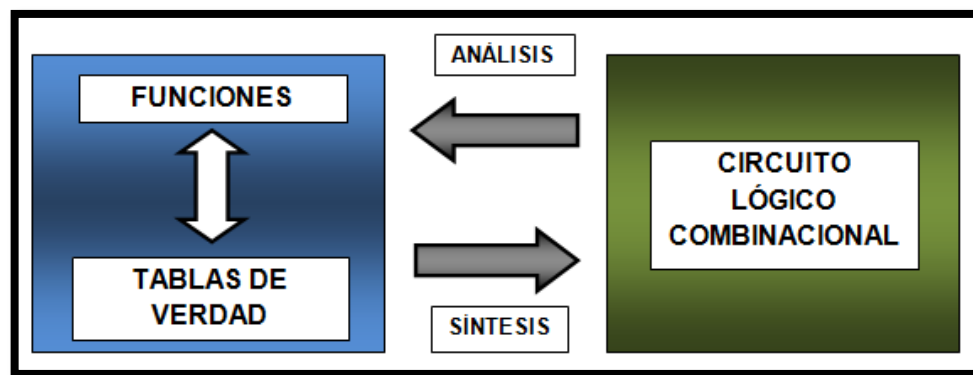 FUNCIONES
TABLAS DE
VERDAD
ANÁLISIS
SÍNTESIS
CIRCUITO
LÓGICO
COMBINACIONAL